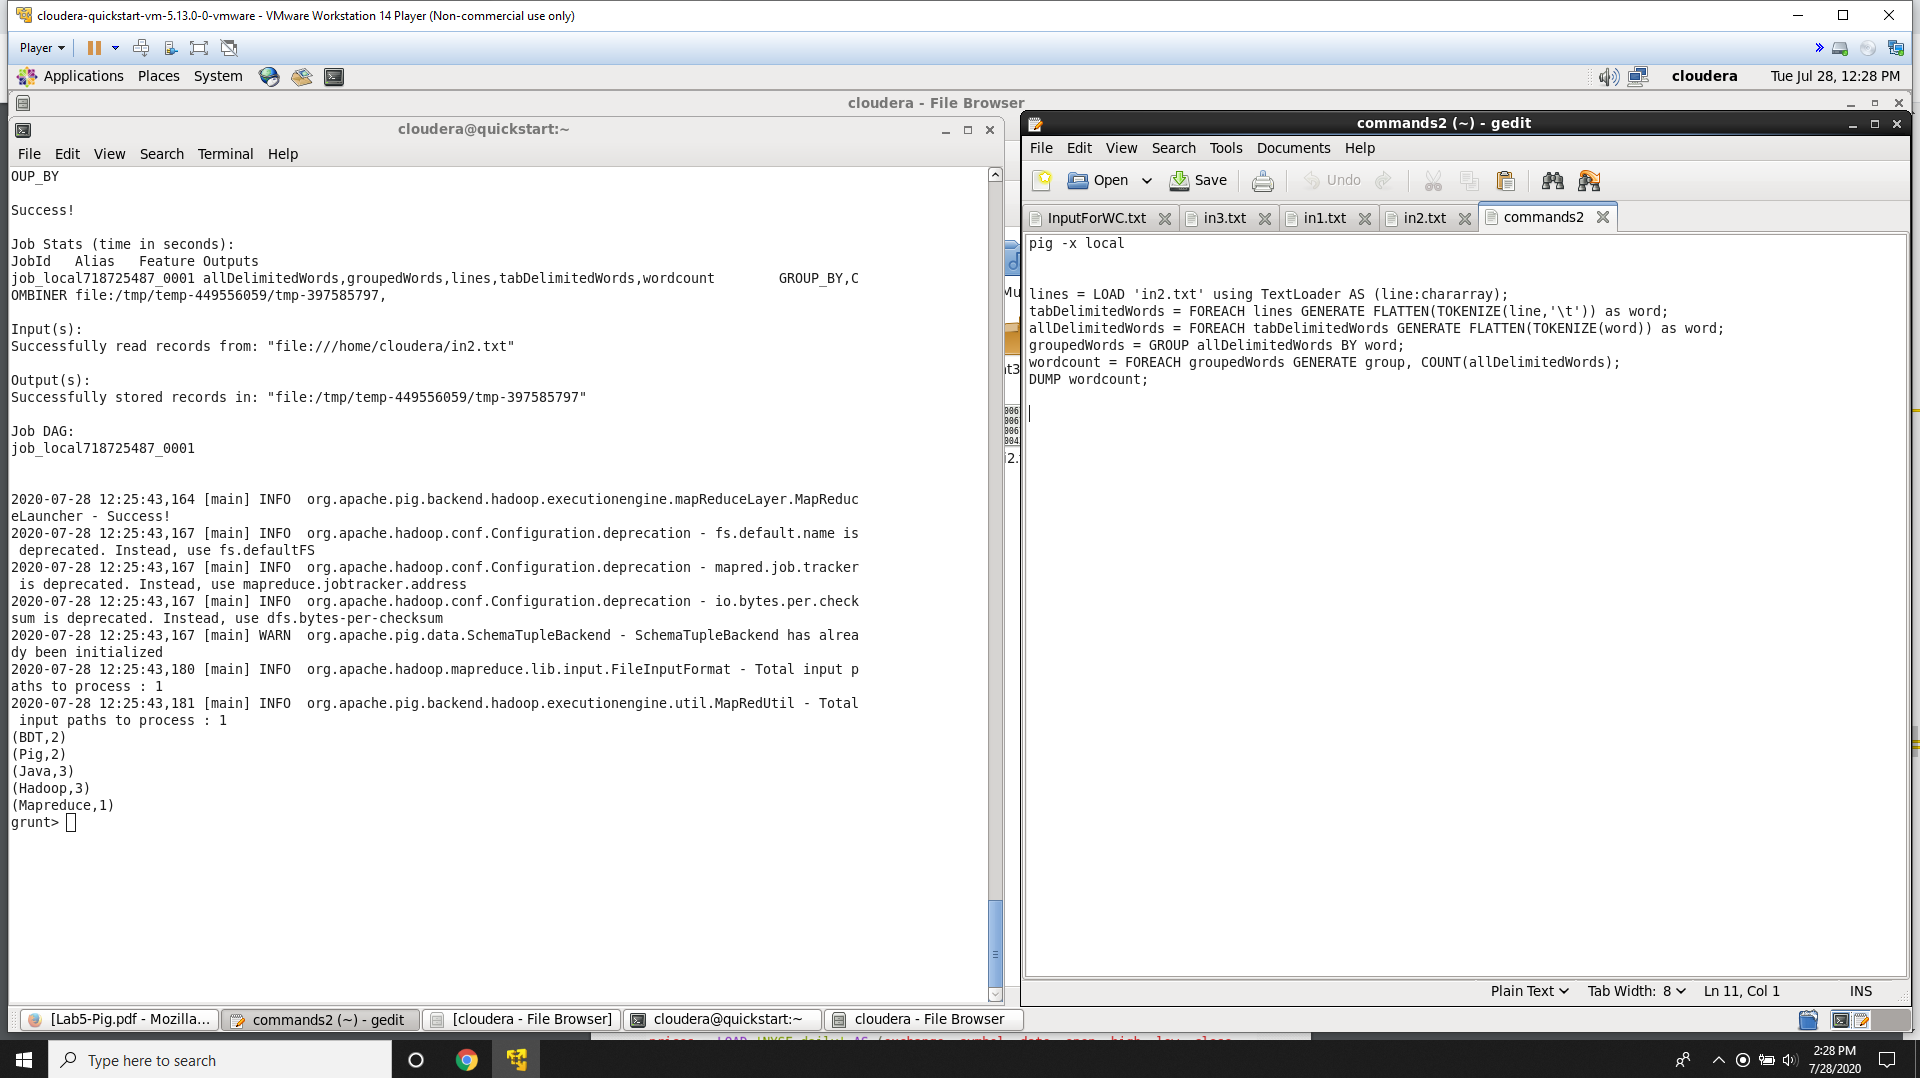 cloudera-quickstart-vm-5.13.0-0-vmware - VMware Workstation 14 Player (Non-commercial use only)
Player
Applications Places System
cloudera Tue Jul 28, 12:28 PM
cloudera - File Browser
cloudera@quickstart:~
File Edit View Search Terminal Help
OUP_BY
Success!
Job Stats (time in seconds):
JobId Alias Feature Outputs
job_local718725487_0001 allDelimitedWords,groupedWords,lines,tabDelimitedWords,wordcount GROUP_BY,C
OMBINER file:/tmp/temp-449556059/tmp-397585797,
Input(s):
Successfully read records from: "file:///home/cloudera/in2.txt"
Output(s):
Successfully stored records in: "file:/tmp/temp-449556059/tmp-397585797"
Job DAG:
job_local718725487_0001
2020-07-28 12:25:43,164 [main] INFO org.apache.pig.backend.hadoop.executionengine.mapReduceLayer.MapReduc
eLauncher - Success!
2020-07-28 12:25:43,167 [main] INFO org.apache.hadoop.conf.Configuration.deprecation - fs.default.name is
deprecated. Instead, use fs.defaultFS
2020-07-28 12:25:43,167 [main] INFO org.apache.hadoop.conf.Configuration.deprecation - mapred.job.tracker
is deprecated. Instead, use mapreduce.jobtracker.address
2020-07-28 12:25:43,167 [main] INFO org.apache.hadoop.conf.Configuration.deprecation - io.bytes.per.check
sum is deprecated. Instead, use dfs.bytes-per-checksum
2020-07-28 12:25:43,167 [main] WARN org.apache.pig.data.SchemaTupleBackend - SchemaTupleBackend has alrea
dy been initialized
2020-07-28 12:25:43,180 [main] INFO org.apache.hadoop.mapreduce.lib.input.FileInputFormat - Total input p
aths to process : 1
2020-07-28 12:25:43,181 [main] INFO org.apache.pig.backend.hadoop.executionengine.util.MapRedUtil - Total
input paths to process : 1
(BDT,2)
(Pig,2)
(Java,3)
(Hadoop,3)
(Mapreduce,1)
grunt>
commands2 (~) - gedit
File Edit View Search Tools Documents Help
Open Save Undo
InputForWC.txt in3.txt in1.txt in2.txt commands2
pig -x local
lines = LOAD 'in2.txt' using TextLoader AS (line:chararray);
tabDelimitedWords = FOREACH lines GENERATE FLATTEN(TOKENIZE(line,'\t')) as word;
allDelimitedWords = FOREACH tabDelimitedWords GENERATE FLATTEN(TOKENIZE(word)) as word;
groupedWords = GROUP allDelimitedWords BY word;
wordcount = FOREACH groupedWords GENERATE group, COUNT(allDelimitedWords);
DUMP wordcount;
Plain Text Tab Width: 8 Ln 11, Col 1 INS
[Lab5-Pig.pdf - Mozilla... commands2 (~) - gedit [cloudera - File Browser] cloudera@quickstart:~ cloudera - File Browser
Type here to search
2:28 PM
7/28/2020